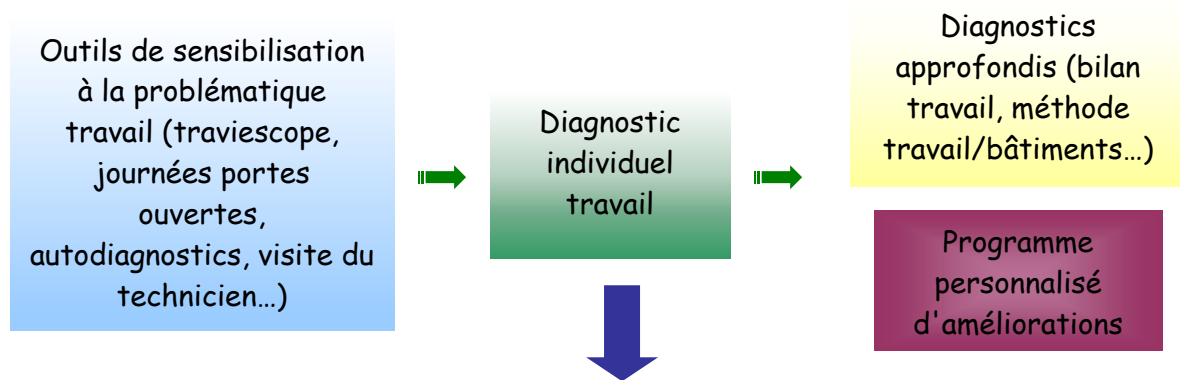 Outils de sensibilisation
à la problématique
travail (traviescope,
journées portes
ouvertes,
autodiagnostics, visite du
technicien…)
Diagnostic
individuel
travail
Diagnostics
approfondis (bilan
travail, méthode
travail/bâtiments…)
Programme
personnalisé
d'améliorations